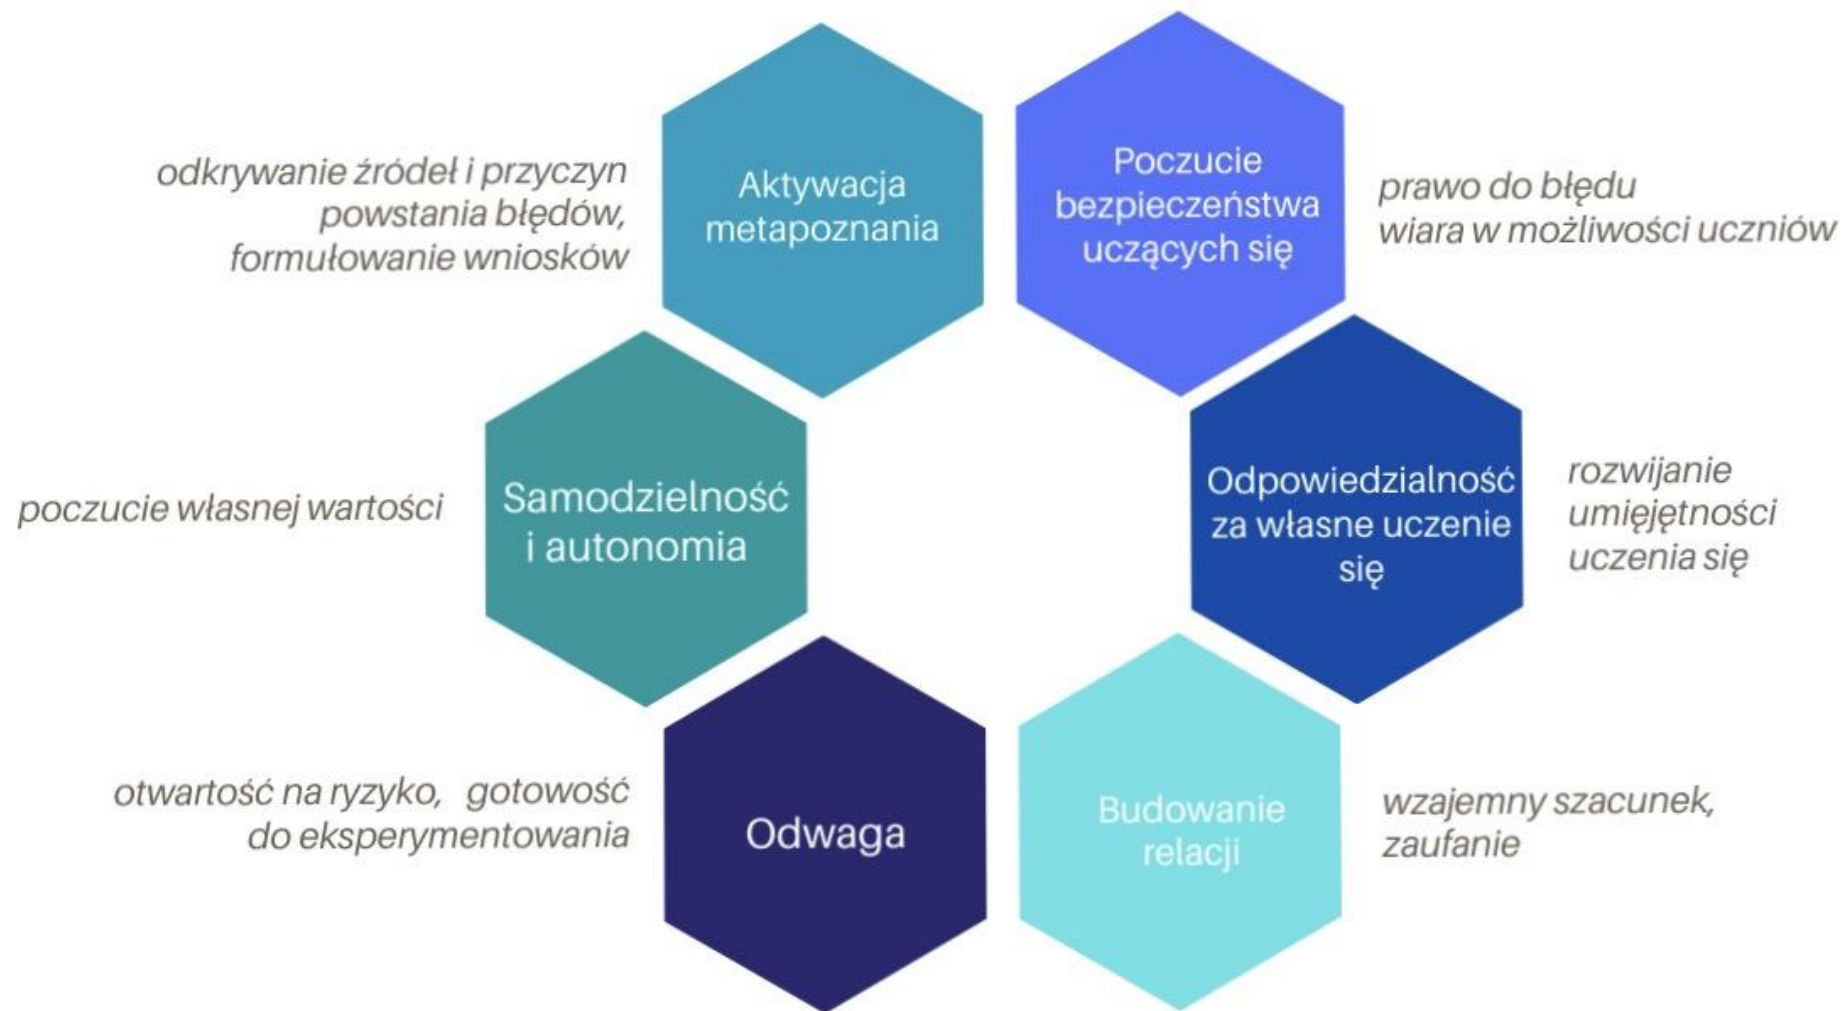 odkrywanie źródeł i przyczyn
powstania błędów,
formułowanie wniosków
Aktywacja
metapoznania
Poczucie
bezpieczeństwa
uczących się
prawo do błędu
wiara w możliwości uczniów
poczucie własnej wartości
Samodzielność
i autonomia
Odpowiedzialność
za własne uczenie
się
rozwijanie
umięjętności
uczenia się
otwartość na ryzyko, gotowość
do eksperymentowania
Odwaga
Budowanie
relacji
wzajemny szacunek,
zaufanie